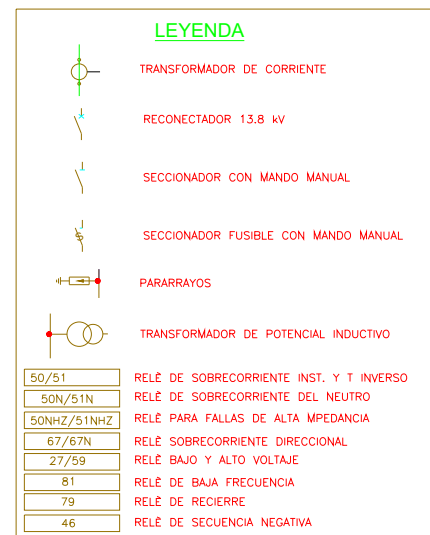 LEYENDA
TRANSFORMADOR DE CORRIENTE
RECONECTADOR 13.8 kV
SECCIONADOR CON MANDO MANUAL
SECCIONADOR FUSIBLE CON MANDO MANUAL
PARARRAYOS
TRANSFORMADOR DE POTENCIAL INDUCTIVO
50/51 RELÈ DE SOBRECORRIENTE INST. Y T INVERSO
50N/51N RELÈ DE SOBRECORRIENTE DEL NEUTRO
50NHZ/51NHZ RELÈ PARA FALLAS DE ALTA MPEDANCIA
67/67N RELÈ SOBRECORRIENTE DIRECCIONAL
27/59 RELÈ BAJO Y ALTO VOLTAJE
81 RELÈ DE BAJA FRECUENCIA
79 RELÈ DE RECIERRE
46 RELÈ DE SECUENCIA NEGATIVA